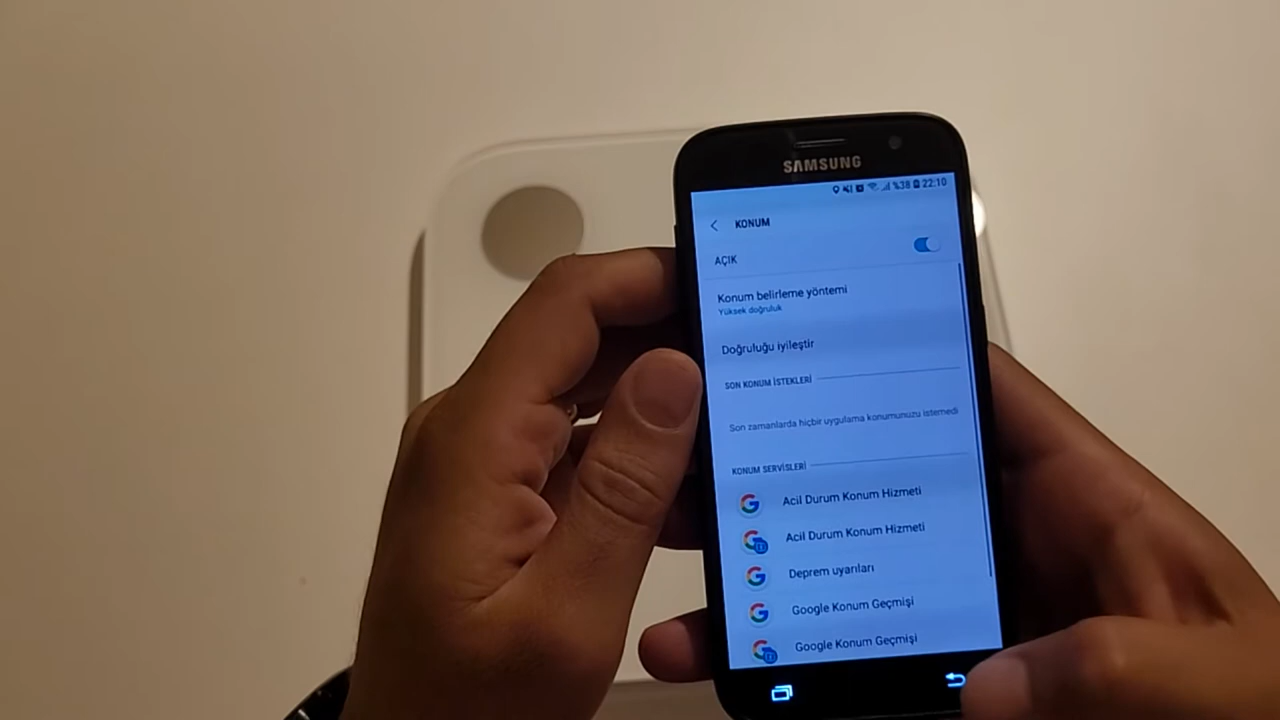 SAMSUNG
%38 22:10
KONUM
AÇIK
Konum belirleme yöntemi
Yüksek doğruluk
Doğruluğu iyileştir
SON KONUM İSTEKLERİ
Son zamanlarda hiçbir uygulama konumunuzu istemedi
KONUM SERVİSLERİ
Acil Durum Konum Hizmeti
Acil Durum Konum Hizmeti
Deprem uyarıları
Google Konum Geçmişi
Google Konum Geçmişi